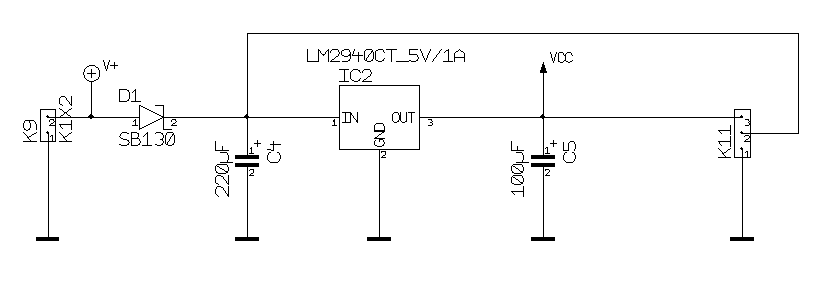 LM2940CT_5V/1A
IC2
V+
VCC
D1
SB130
1
2
K9
K1X2
2
1
IN
OUT
GND
1
3
2
220µF
C4
1
+
2
100µF
C5
1
+
2
K11
3
2
1